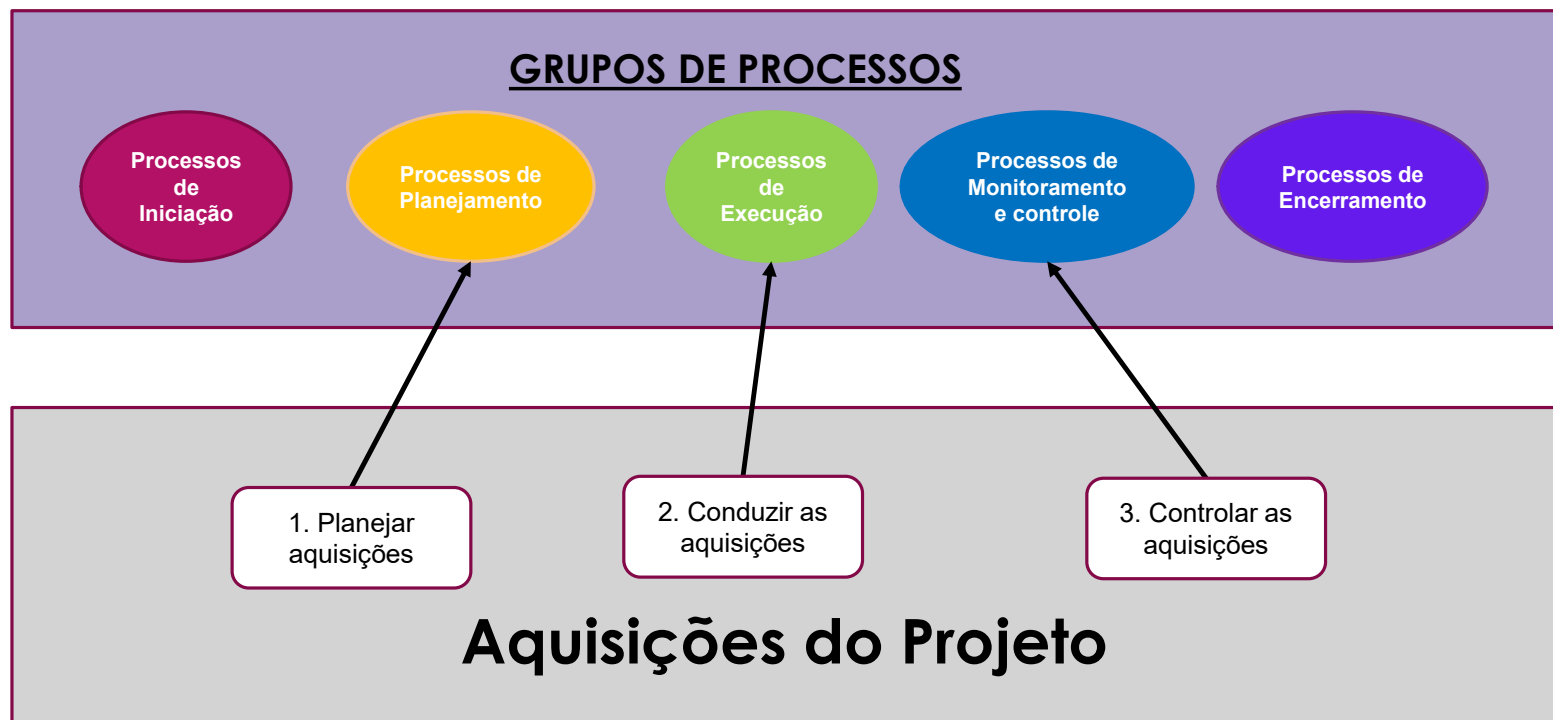 GRUPOS DE PROCESSOS
Processos
de
Iniciação
Processos de
Planejamento
Processos
de
Execução
Processos de
Monitoramento
e controle
Processos de
Encerramento
1. Planejar
aquisições
2. Conduzir as
aquisições
3. Controlar as
aquisições
Aquisições do Projeto